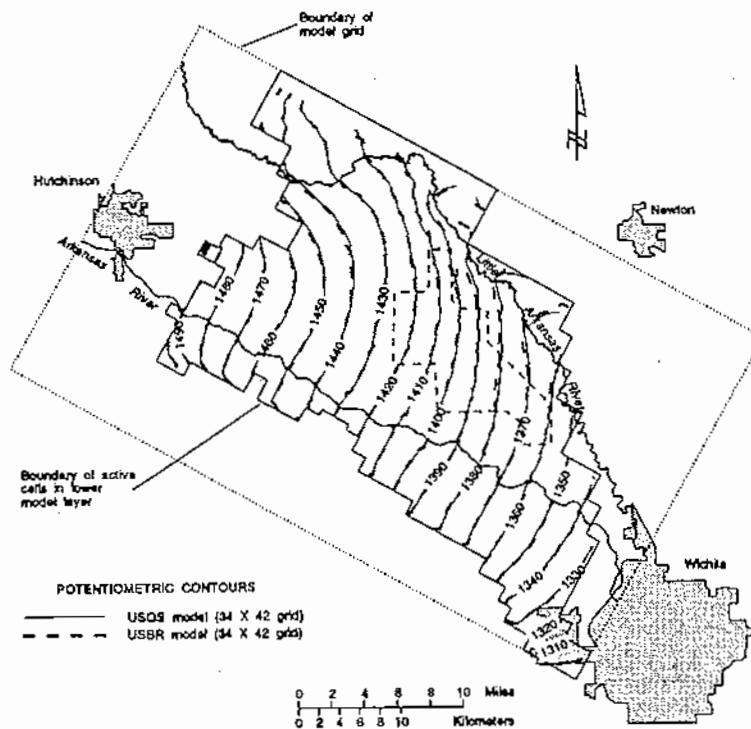 Boundary of
model grid
Hutchinson
Newton
Arkansas
River
Little
Arkansas
River
1490
1480
1470
1460
1450
1440
1430
1420
1410
1400
1390
1380
1370
1360
1350
1340
1330
1320
1310
Boundary of active
cells in lower
model layer
Wichita
POTENTIOMETRIC CONTOURS
USGS model (34 X 42 grid)
USBR model (34 X 42 grid)
0 2 4 6 8 10 Miles
0 2 4 6 8 10 Kilometers
N